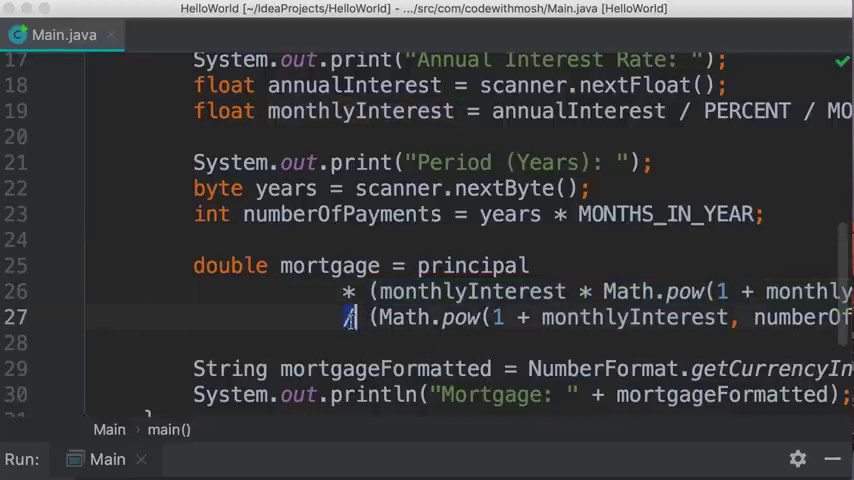 HelloWorld [~/IdeaProjects/HelloWorld] - .../src/com/codewithmosh/Main.java [HelloWorld]
Main.java
17 System.out.print("Annual Interest Rate: ");
18 float annualInterest = scanner.nextFloat();
19 float monthlyInterest = annualInterest / PERCENT / MO
20
21 System.out.print("Period (Years): ");
22 byte years = scanner.nextByte();
23 int numberOfPayments = years * MONTHS_IN_YEAR;
24
25 double mortgage = principal
26 * (monthlyInterest * Math.pow(1 + monthly
27 / (Math.pow(1 + monthlyInterest, numberOf
28
29 String mortgageFormatted = NumberFormat.getCurrencyIn
30 System.out.println("Mortgage: " + mortgageFormatted);
31 }
Main › main()
Run: Main